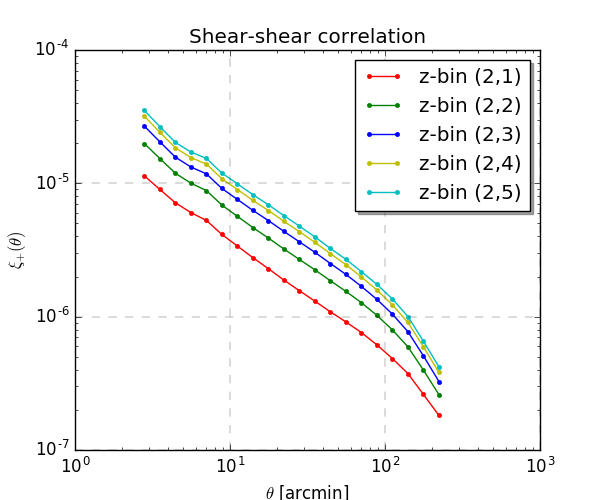 Shear-shear correlation
10^-4
10^-5
10^-6
10^-7
ξ₊(θ)
z-bin (2,1)
z-bin (2,2)
z-bin (2,3)
z-bin (2,4)
z-bin (2,5)
10^0 10^1 10^2 10^3
θ [arcmin]